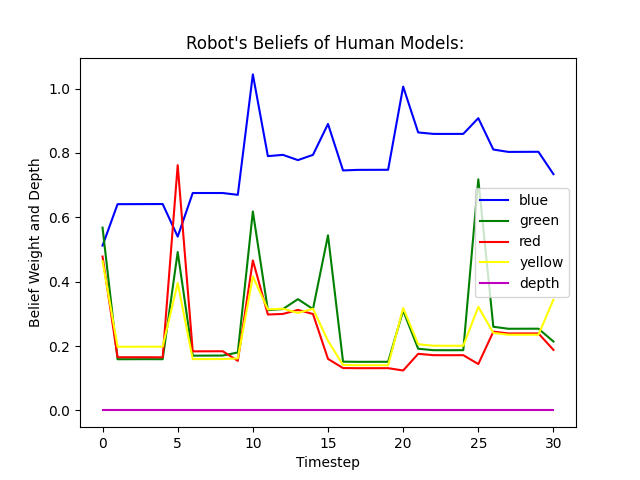 Robot's Beliefs of Human Models:
Belief Weight and Depth
1.0
0.8
0.6
0.4
0.2
0.0
blue
green
red
yellow
depth
0 5 10 15 20 25 30
Timestep